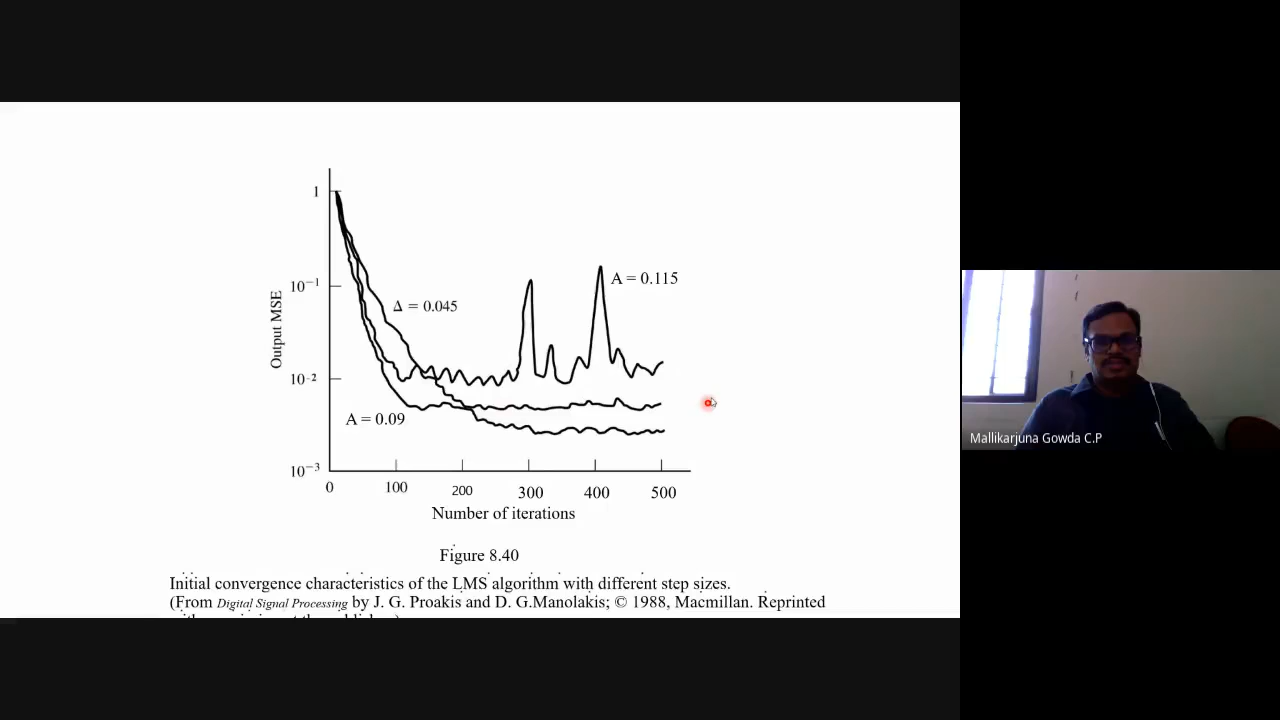 1
10−1
10−2
10−3
Output MSE
Δ = 0.045
A = 0.115
A = 0.09
0 100 200 300 400 500
Number of iterations
Figure 8.40
Initial convergence characteristics of the LMS algorithm with different step sizes.
(From Digital Signal Processing by J. G. Proakis and D. G.Manolakis; © 1988, Macmillan. Reprinted
Mallikarjuna Gowda C.P